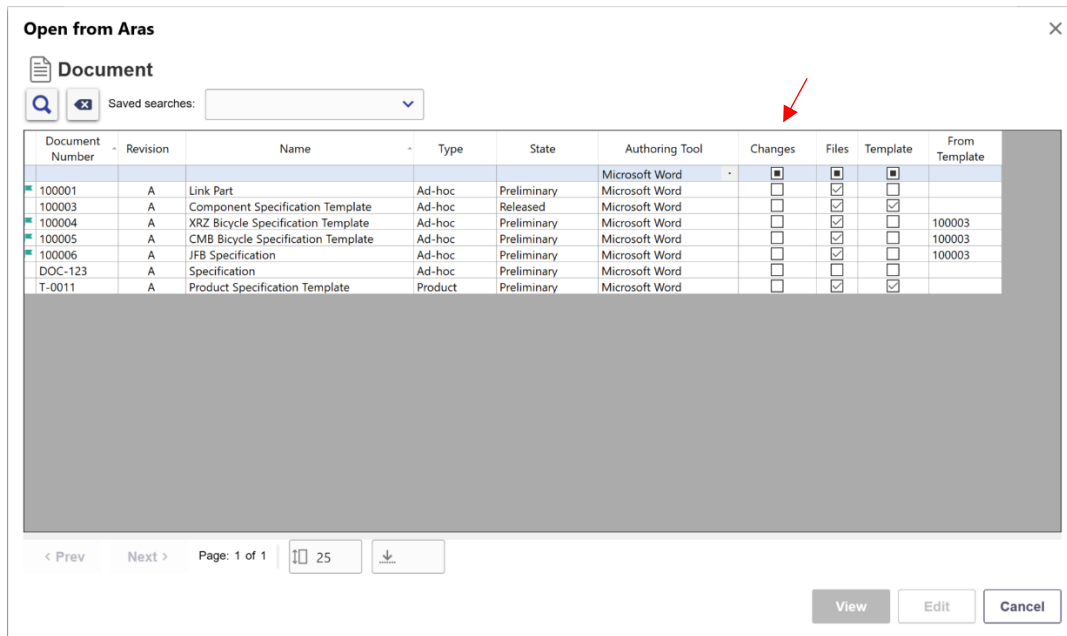 Open from Aras
Document
Saved searches:
Document Number Revision Name Type State Authoring Tool Changes Files Template From Template
Microsoft Word
100001 A Link Part Ad-hoc Preliminary Microsoft Word
100003 A Component Specification Template Ad-hoc Released Microsoft Word
100004 A XRZ Bicycle Specification Template Ad-hoc Preliminary Microsoft Word 100003
100005 A CMB Bicycle Specification Template Ad-hoc Preliminary Microsoft Word 100003
100006 A JFB Specification Ad-hoc Preliminary Microsoft Word 100003
DOC-123 A Specification Ad-hoc Preliminary Microsoft Word
T-0011 A Product Specification Template Product Preliminary Microsoft Word
< Prev Next > Page: 1 of 1 25
View Edit Cancel